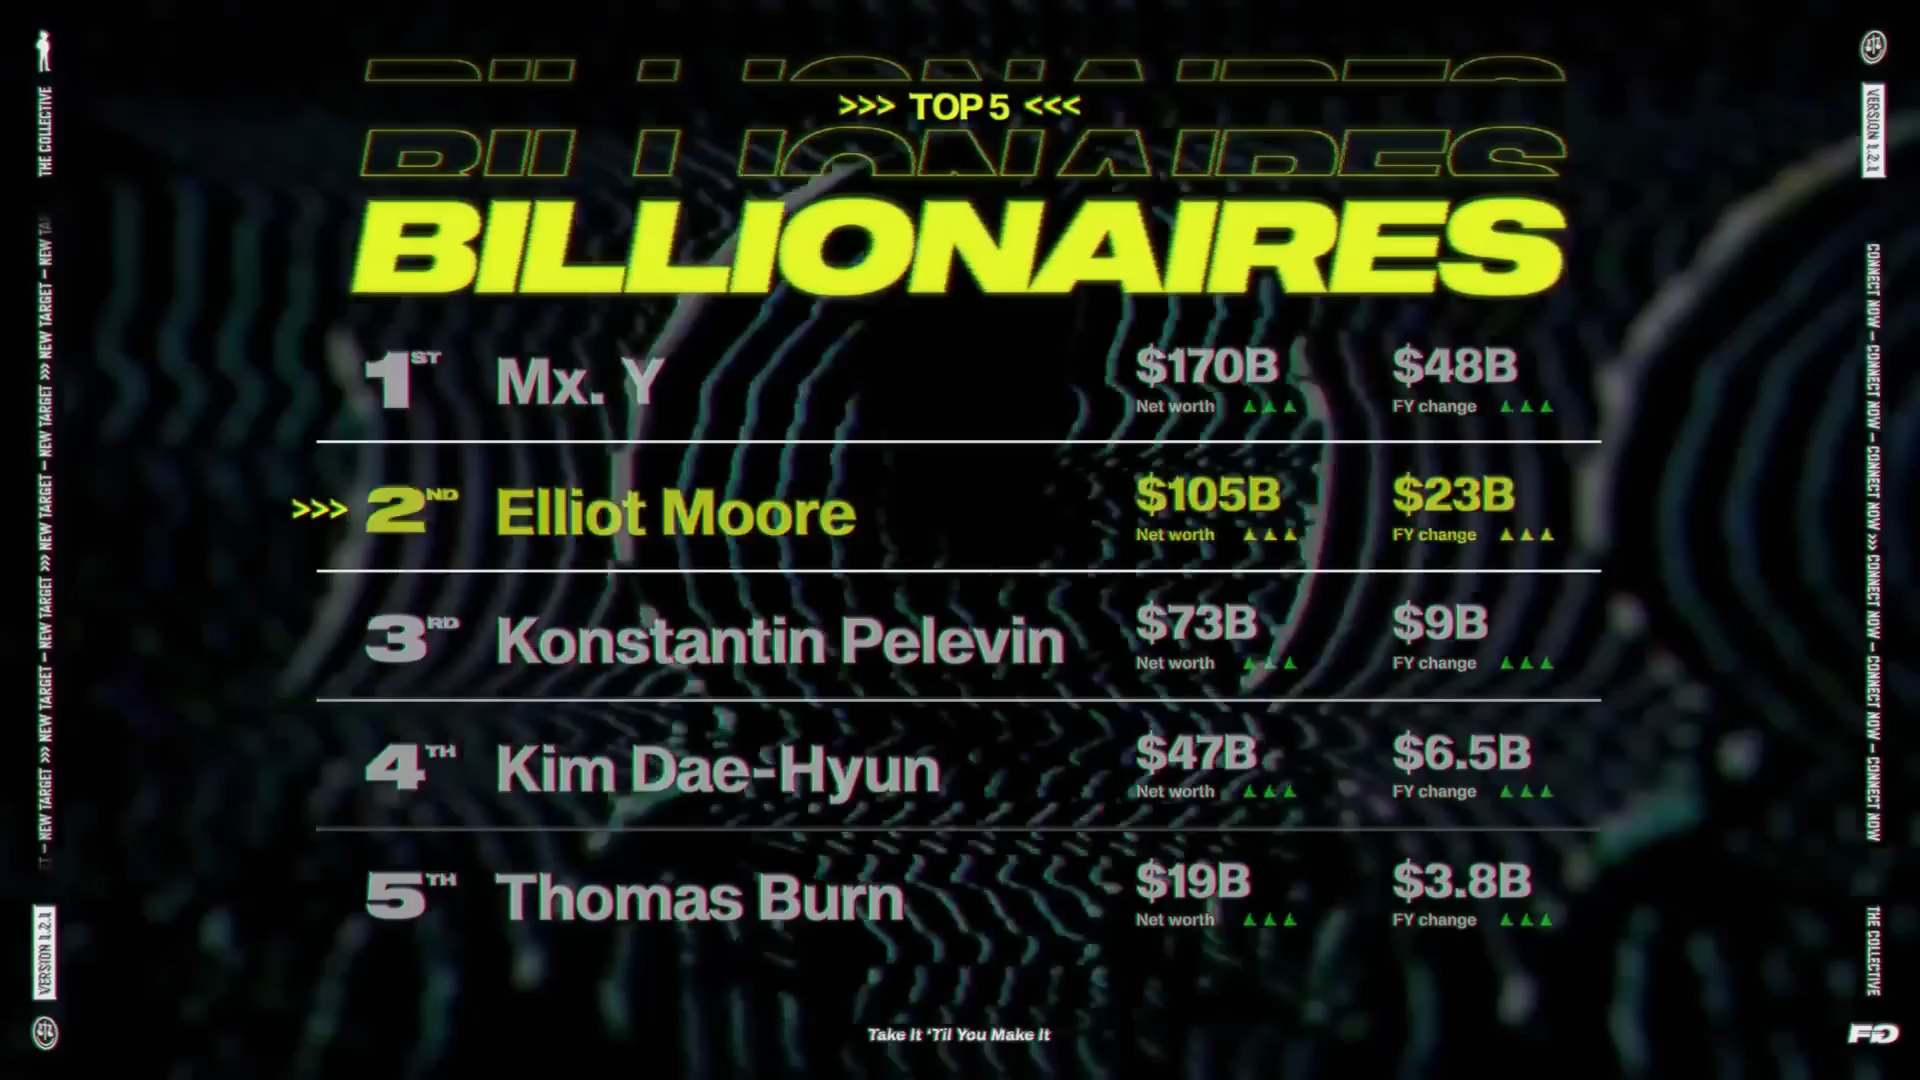 >>> TOP 5 <<<
BILLIONAIRES
BILLIONAIRES
BILLIONAIRES
1ST Mx. Y $170B $48B
Net worth FY change
>>> 2ND Elliot Moore $105B $23B
Net worth FY change
3RD Konstantin Pelevin $73B $9B
Net worth FY change
4TH Kim Dae-Hyun $47B $6.5B
Net worth FY change
5TH Thomas Burn $19B $3.8B
Net worth FY change
Take It ‘Til You Make It
THE COLLECTIVE
– NEW TARGET >>> NEW TARGET – NEW TARGET >>> NEW TARGET – NEW TARGET >>> NEW TARGET – NEW TARGET
VERSION 1.2.1
VERSION 1.2.1
CONNECT NOW – CONNECT NOW – CONNECT NOW >>> CONNECT NOW – CONNECT NOW – CONNECT NOW
THE COLLECTIVE
FG